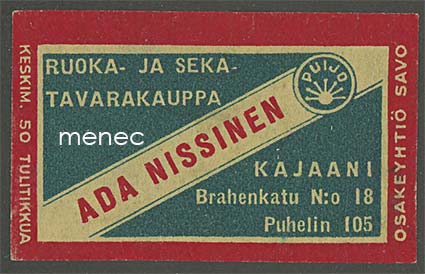 KESKIM. 50 TULITIKKUA
RUOKA- JA SEKA-
TAVARAKAUPPA
PUIJO
menec
ADA NISSINEN
KAJAANI
Brahenkatu N:o 18
Puhelin 105
OSAKEYHTIÖ SAVO